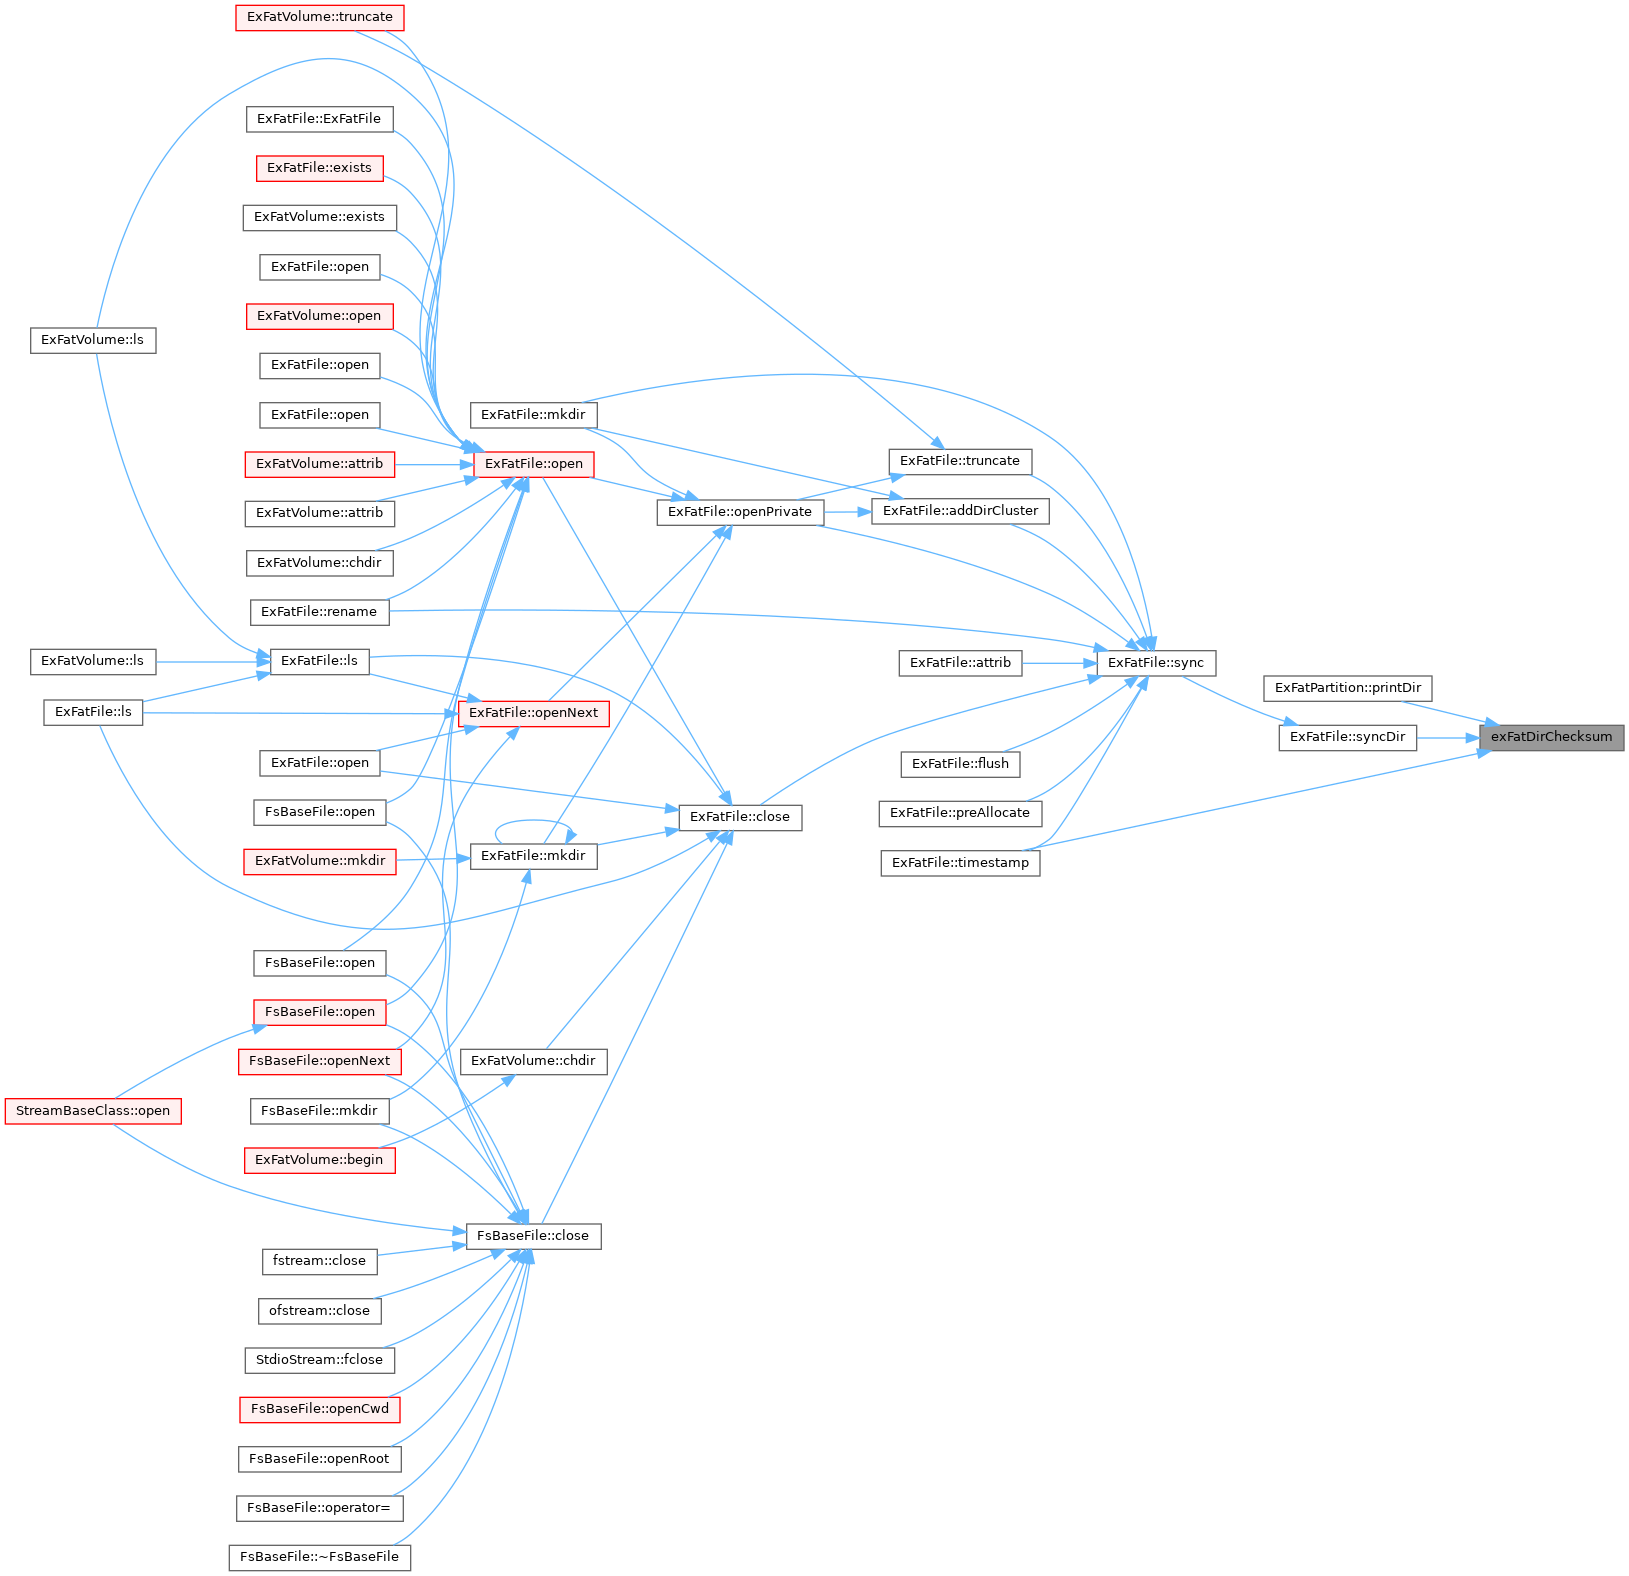 ExFatVolume::truncate
ExFatFile::ExFatFile
ExFatFile::exists
ExFatVolume::exists
ExFatFile::open
ExFatVolume::open
ExFatVolume::ls
ExFatFile::open
ExFatFile::open
ExFatFile::mkdir
ExFatVolume::attrib
ExFatFile::open
ExFatFile::truncate
ExFatVolume::attrib
ExFatFile::openPrivate
ExFatFile::addDirCluster
ExFatVolume::chdir
ExFatFile::rename
ExFatVolume::ls
ExFatFile::ls
ExFatFile::attrib
ExFatFile::sync
ExFatPartition::printDir
ExFatFile::ls
ExFatFile::openNext
ExFatFile::syncDir
exFatDirChecksum
ExFatFile::open
ExFatFile::flush
FsBaseFile::open
ExFatFile::close
ExFatFile::preAllocate
ExFatVolume::mkdir
ExFatFile::mkdir
ExFatFile::timestamp
FsBaseFile::open
FsBaseFile::open
FsBaseFile::openNext
ExFatVolume::chdir
StreamBaseClass::open
FsBaseFile::mkdir
ExFatVolume::begin
FsBaseFile::close
fstream::close
ofstream::close
StdioStream::fclose
FsBaseFile::openCwd
FsBaseFile::openRoot
FsBaseFile::operator=
FsBaseFile::~FsBaseFile